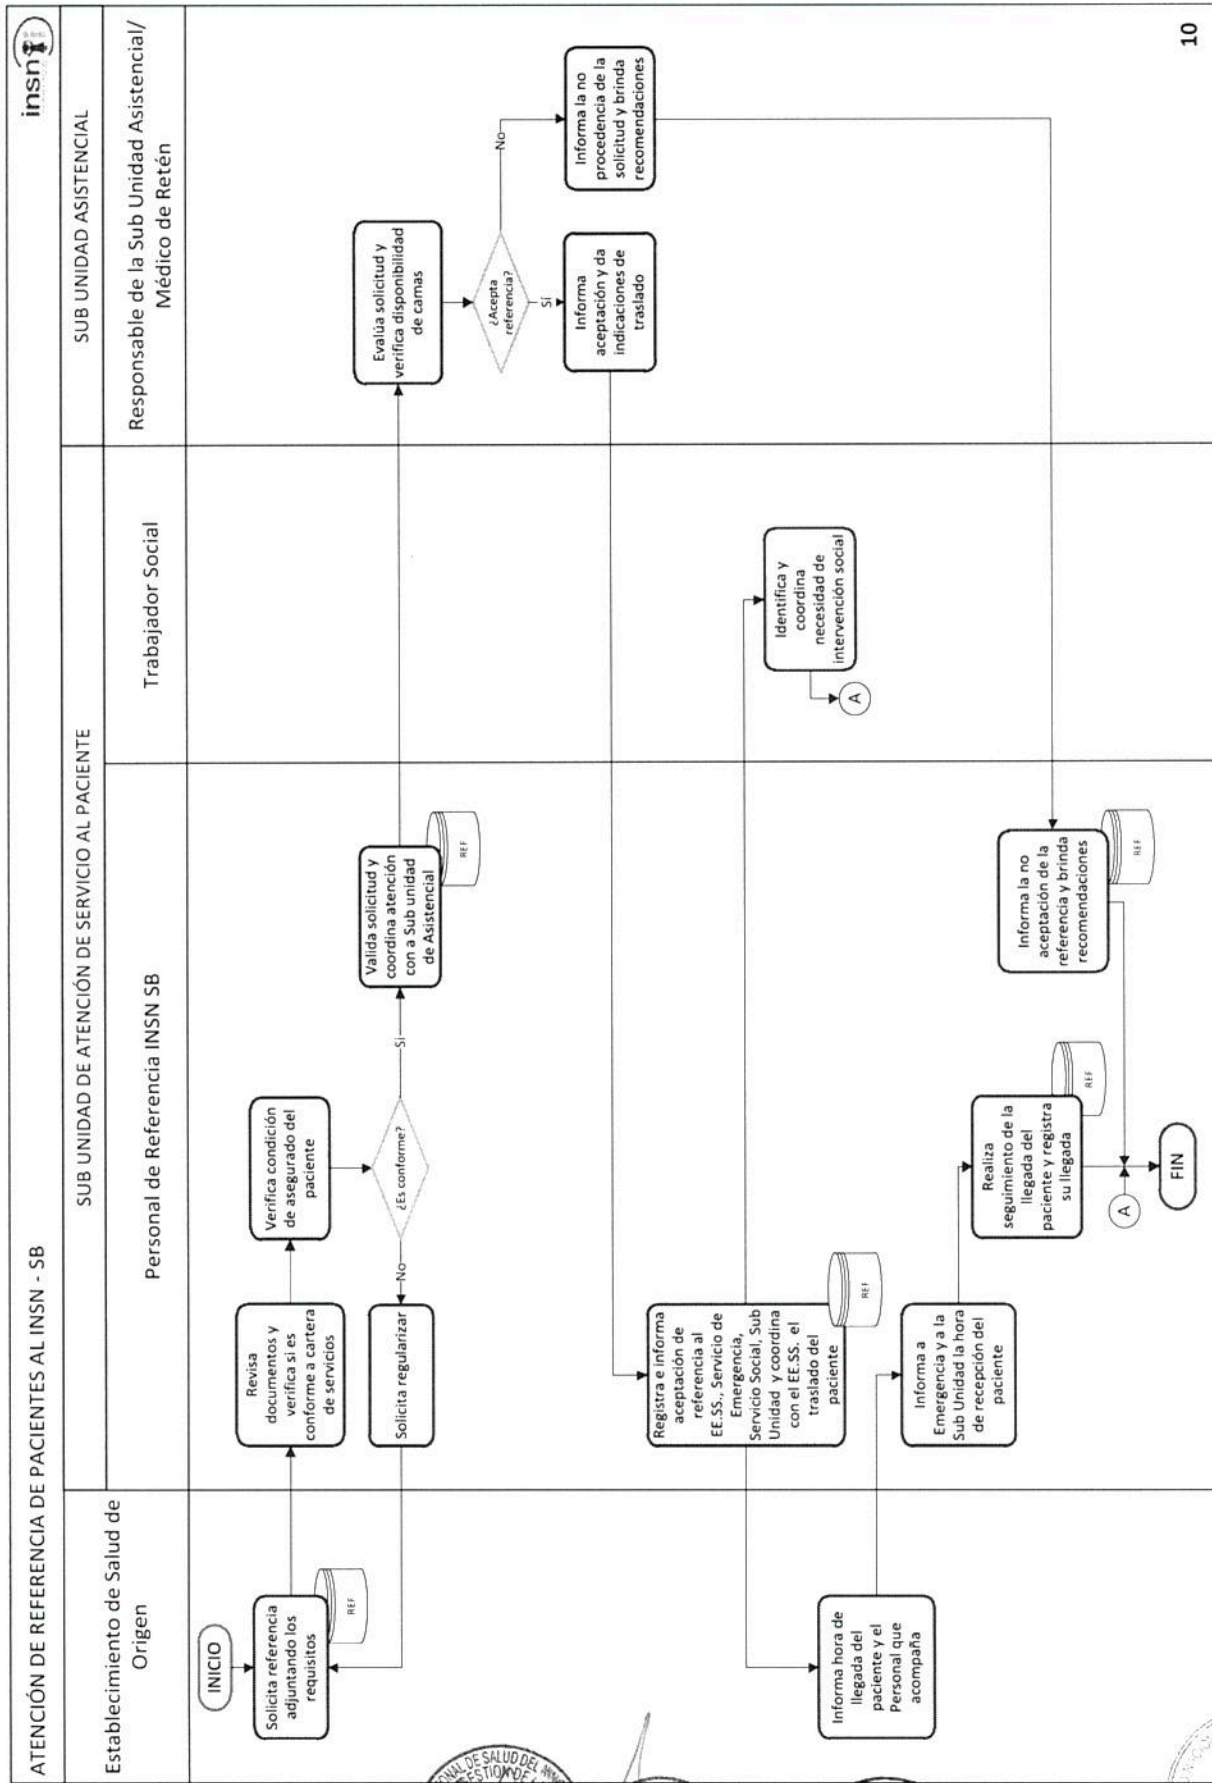 ATENCIÓN DE REFERENCIA DE PACIENTES AL INSN - SB
insn
SUB UNIDAD DE ATENCIÓN DE SERVICIO AL PACIENTE
SUB UNIDAD ASISTENCIAL
Establecimiento de Salud de
Origen
Personal de Referencia INSN SB
Trabajador Social
Responsable de la Sub Unidad Asistencial/
Médico de Retén
INICIO
Solicita referencia
adjuntando los
requisitos
REF
Revisa
documentos y
verifica si es
conforme a cartera
de servicios
Verifica condición
de asegurado del
paciente
¿Es conforme?
No
Solicita regularizar
Si
Valida solicitud y
coordina atención
con a Sub unidad
de Asistencial
REF
Evalúa solicitud y
verifica disponibilidad
de camas
¿Acepta
referencia?
No
Sí
Informa
aceptación y da
indicaciones de
traslado
Informa la no
procedencia de la
solicitud y brinda
recomendaciones
Registra e informa
aceptación de
referencia al
EE.SS., Servicio de
Emergencia,
Servicio Social, Sub
Unidad y coordina
con el EE.SS. el
traslado del
paciente
REF
Identifica y
coordina
necesidad de
intervención social
A
Informa hora de
llegada del
paciente y el
Personal que
acompaña
Informa a
Emergencia y a la
Sub Unidad la hora
de recepción del
paciente
Realiza
seguimiento de la
llegada del
paciente y registra
su llegada
REF
Informa la no
aceptación de la
referencia y brinda
recomendaciones
REF
A
FIN
10